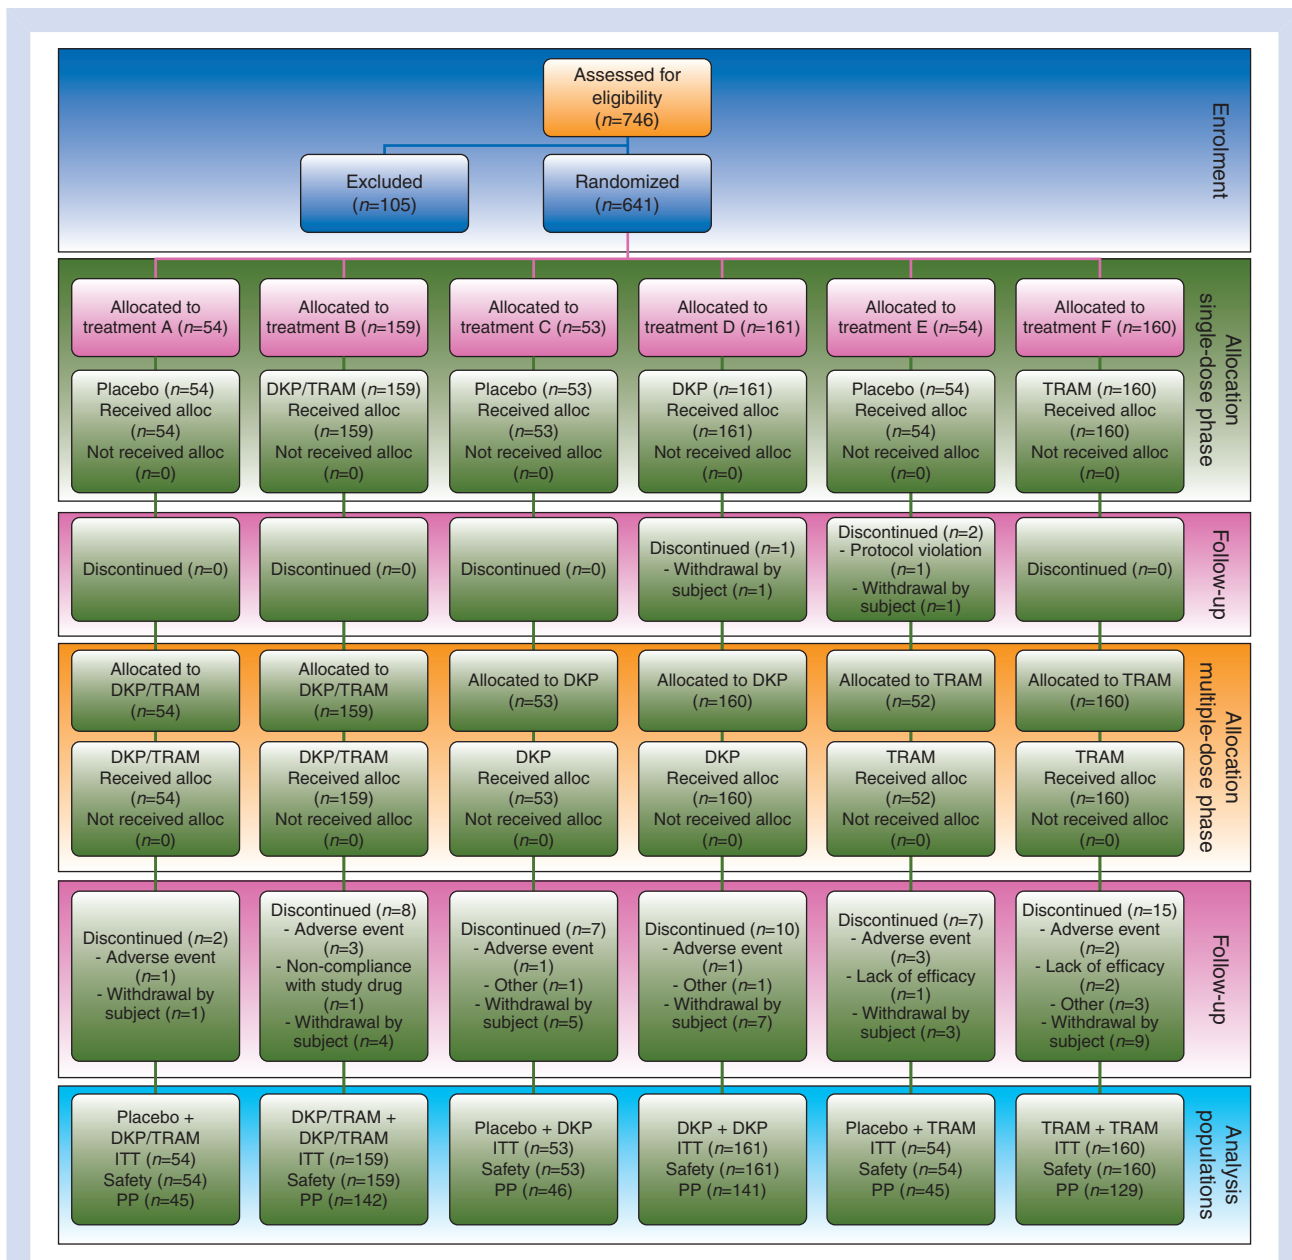 Assessed for
eligibility
(n=746)
Excluded
(n=105)
Randomized
(n=641)
Enrolment
Allocated to
treatment A (n=54)
Allocated to
treatment B (n=159)
Allocated to
treatment C (n=53)
Allocated to
treatment D (n=161)
Allocated to
treatment E (n=54)
Allocated to
treatment F (n=160)
Placebo (n=54)
Received alloc
(n=54)
Not received alloc
(n=0)
DKP/TRAM (n=159)
Received alloc
(n=159)
Not received alloc
(n=0)
Placebo (n=53)
Received alloc
(n=53)
Not received alloc
(n=0)
DKP (n=161)
Received alloc
(n=161)
Not received alloc
(n=0)
Placebo (n=54)
Received alloc
(n=54)
Not received alloc
(n=0)
TRAM (n=160)
Received alloc
(n=160)
Not received alloc
(n=0)
Allocation
single-dose phase
Discontinued (n=0)
Discontinued (n=0)
Discontinued (n=0)
Discontinued (n=1)
- Withdrawal by
subject (n=1)
Discontinued (n=2)
- Protocol violation
(n=1)
- Withdrawal by
subject (n=1)
Discontinued (n=0)
Follow-up
Allocated to
DKP/TRAM
(n=54)
Allocated to
DKP/TRAM
(n=159)
Allocated to DKP
(n=53)
Allocated to DKP
(n=160)
Allocated to TRAM
(n=52)
Allocated to TRAM
(n=160)
DKP/TRAM
Received alloc
(n=54)
Not received alloc
(n=0)
DKP/TRAM
Received alloc
(n=159)
Not received alloc
(n=0)
DKP
Received alloc
(n=53)
Not received alloc
(n=0)
DKP
Received alloc
(n=160)
Not received alloc
(n=0)
TRAM
Received alloc
(n=52)
Not received alloc
(n=0)
TRAM
Received alloc
(n=160)
Not received alloc
(n=0)
Allocation
multiple-dose phase
Discontinued (n=2)
- Adverse event
(n=1)
- Withdrawal by
subject (n=1)
Discontinued (n=8)
- Adverse event
(n=3)
- Non-compliance
with study drug
(n=1)
- Withdrawal by
subject (n=4)
Discontinued (n=7)
- Adverse event
(n=1)
- Other (n=1)
- Withdrawal by
subject (n=5)
Discontinued (n=10)
- Adverse event
(n=1)
- Other (n=1)
- Withdrawal by
subject (n=7)
Discontinued (n=7)
- Adverse event
(n=3)
- Lack of efficacy
(n=1)
- Withdrawal by
subject (n=3)
Discontinued (n=15)
- Adverse event
(n=2)
- Lack of efficacy
(n=2)
- Other (n=3)
- Withdrawal by
subject (n=9)
Follow-up
Placebo +
DKP/TRAM
ITT (n=54)
Safety (n=54)
PP (n=45)
DKP/TRAM +
DKP/TRAM
ITT (n=159)
Safety (n=159)
PP (n=142)
Placebo + DKP
ITT (n=53)
Safety (n=53)
PP (n=46)
DKP + DKP
ITT (n=161)
Safety (n=161)
PP (n=141)
Placebo + TRAM
ITT (n=54)
Safety (n=54)
PP (n=45)
TRAM + TRAM
ITT (n=160)
Safety (n=160)
PP (n=129)
Analysis
populations